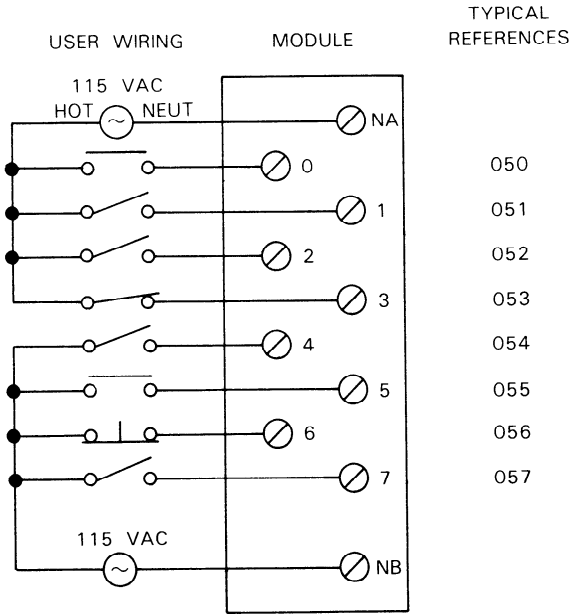 TYPICAL
USER WIRING MODULE REFERENCES
115 VAC
HOT NEUT NA
0 050
1 051
2 052
3 053
4 054
5 055
6 056
7 057
115 VAC
NB